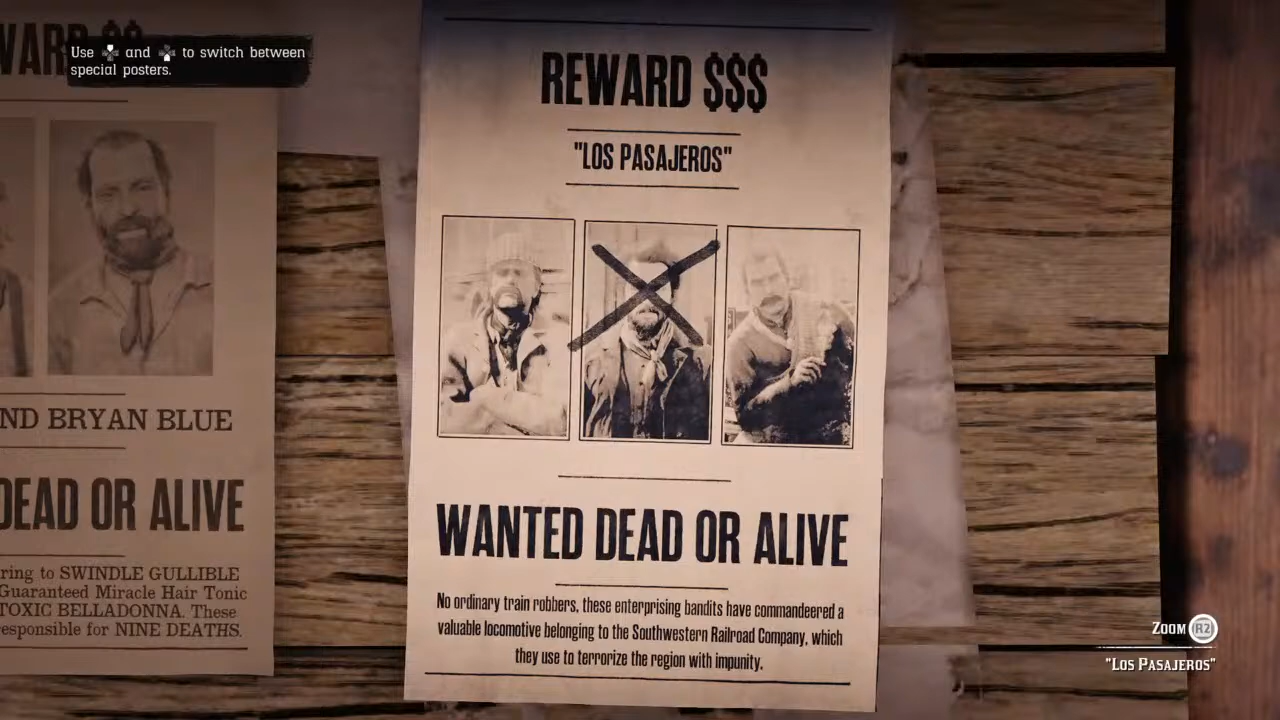 WARD $$
Use and to switch between
special posters.
ND BRYAN BLUE
DEAD OR ALIVE
ring to SWINDLE GULLIBLE
Guaranteed Miracle Hair Tonic
TOXIC BELLADONNA. These
esponsible for NINE DEATHS.
REWARD $$$
"LOS PASAJEROS"
WANTED DEAD OR ALIVE
No ordinary train robbers, these enterprising bandits have commandeered a
valuable locomotive belonging to the Southwestern Railroad Company, which
they use to terrorize the region with impunity.
ZOOM R2
"LOS PASAJEROS"